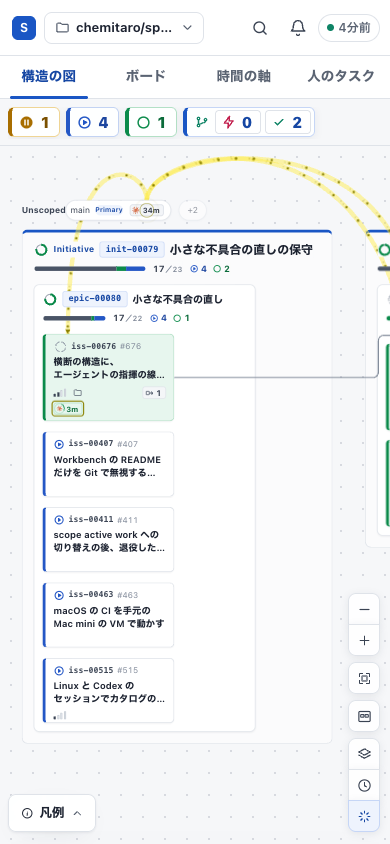 S chemitaro/sp... 4分前
構造の図 ボード 時間の軸 人のタスク
1 4 1 0 2
Unscoped main Primary 34m +2
Initiative init-00079 小さな不具合の直しの保守
17/23 4 2
epic-00080 小さな不具合の直し
17/22 4 1
iss-00676 #676
横断の構造に、
エージェントの指揮の線...
1
3m
iss-00407 #407
Workbench の README
だけを Git で無視する...
iss-00411 #411
scope active work への
切り替えの後、退役した...
iss-00463 #463
macOS の CI を手元の
Mac mini の VM で動かす
iss-00515 #515
Linux と Codex の
セッションでカタログの...
凡例